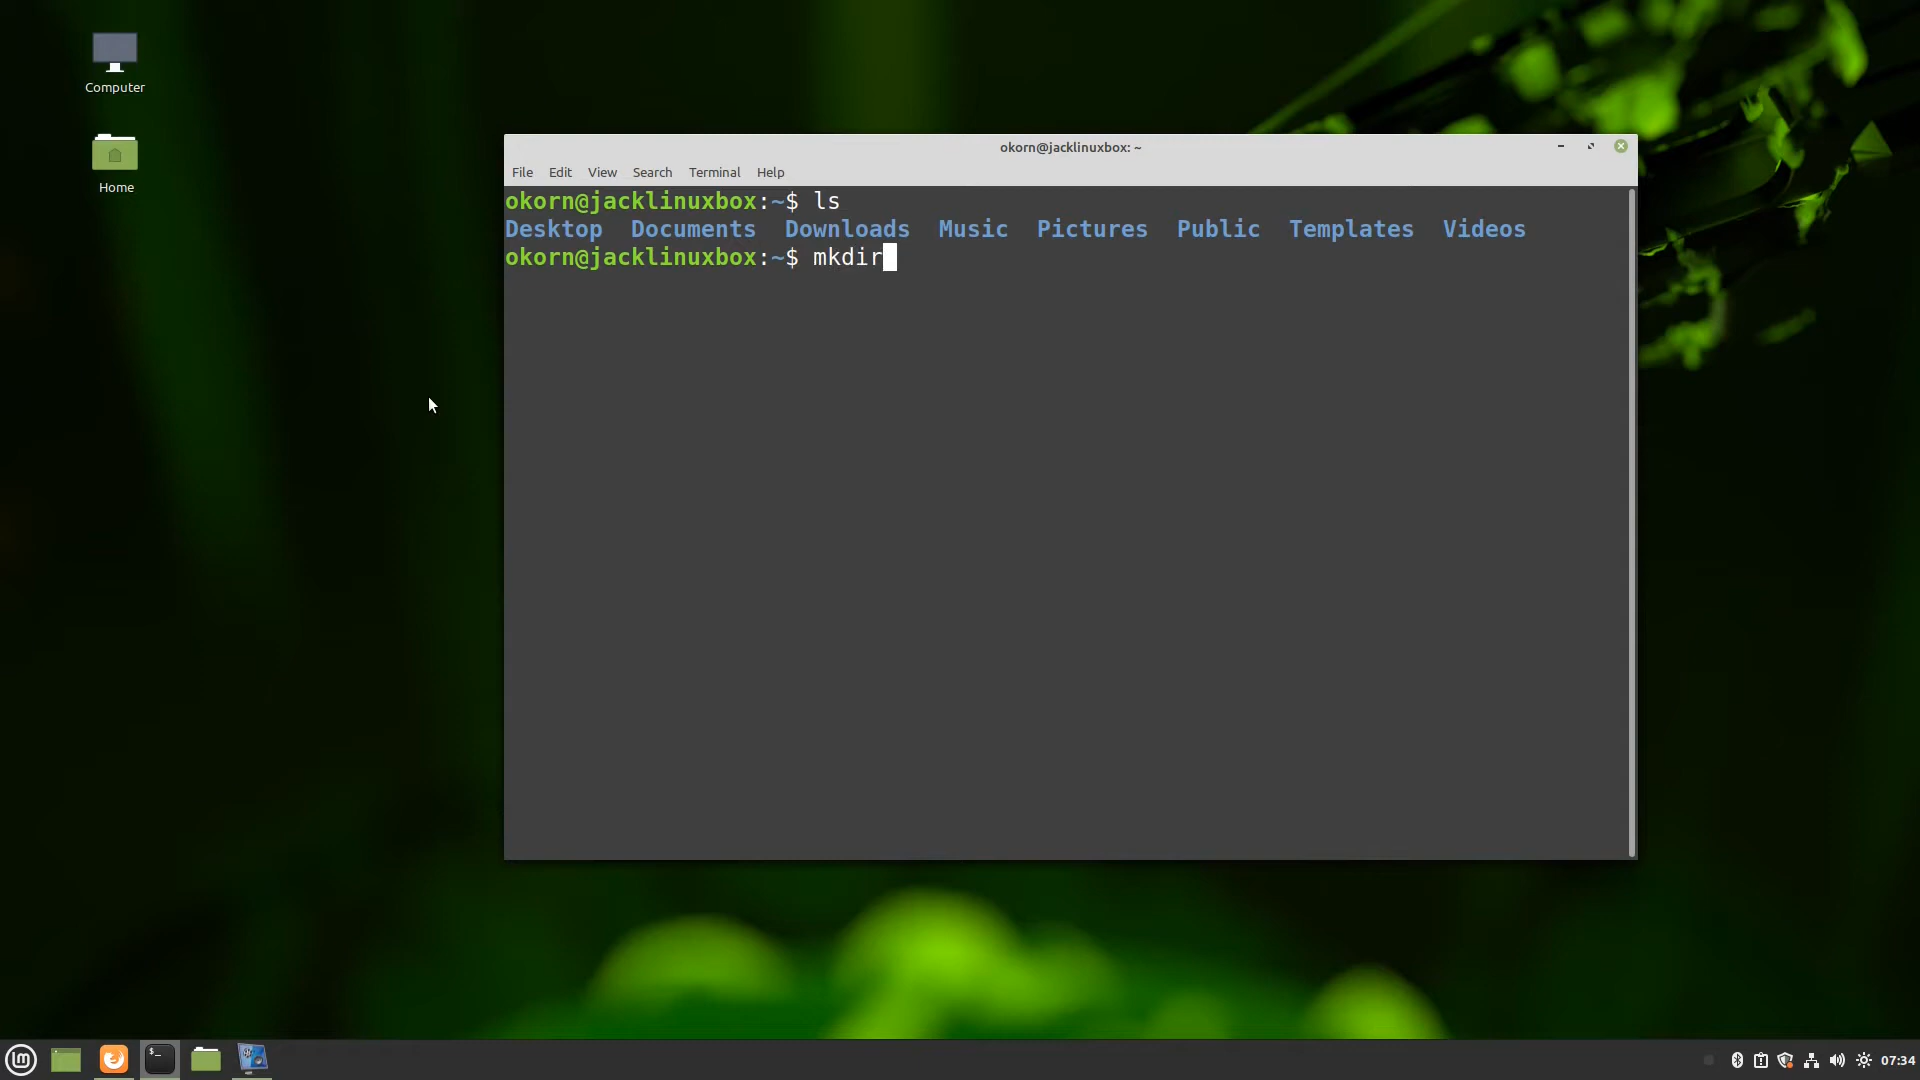 Computer
Home
okorn@jacklinuxbox: ~
File Edit View Search Terminal Help
okorn@jacklinuxbox:~$ ls
Desktop Documents Downloads Music Pictures Public Templates Videos
okorn@jacklinuxbox:~$ mkdir
07:34